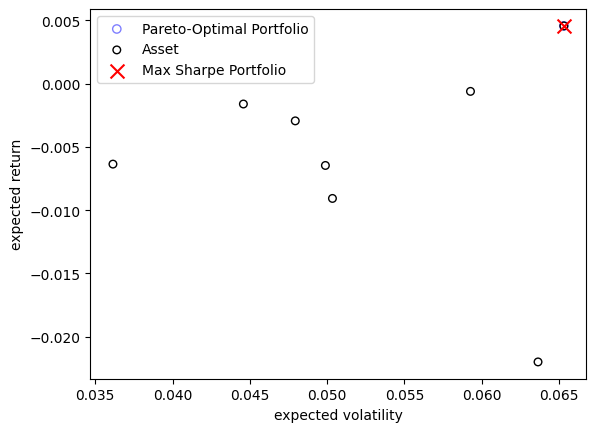 0.005
0.000
−0.005
−0.010
−0.015
−0.020
expected return
Pareto-Optimal Portfolio
Asset
Max Sharpe Portfolio
0.035 0.040 0.045 0.050 0.055 0.060 0.065
expected volatility